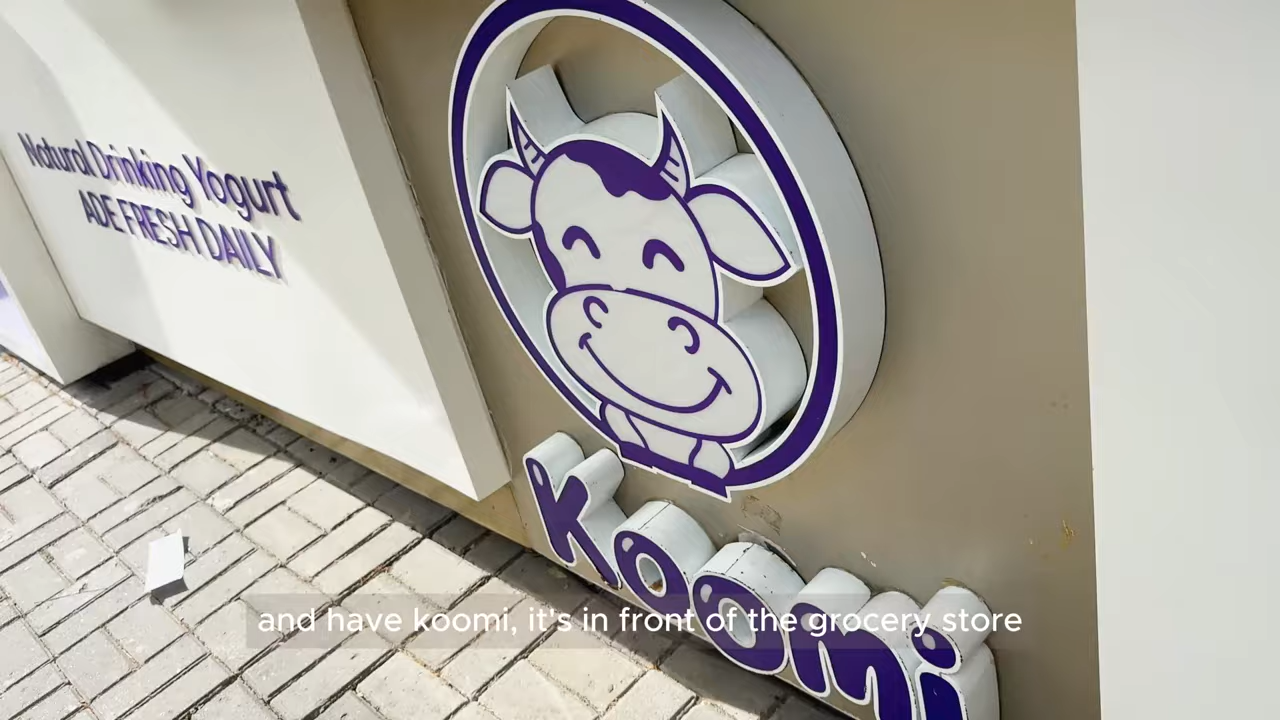 Natural Drinking Yogurt
ADE FRESH DAILY
Koomi
and have koomi, it's in front of the grocery store